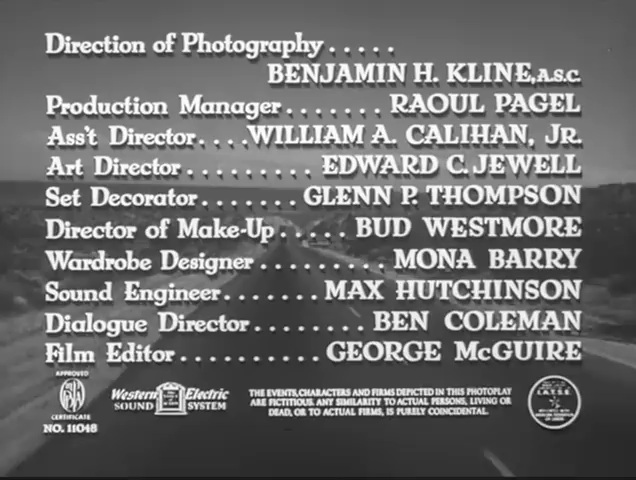 Direction of Photography.....
BENJAMIN H. KLINE, A.S.C.
Production Manager....... RAOUL PAGEL
Ass't Director....WILLIAM A. CALIHAN, Jr.
Art Director......... EDWARD C. JEWELL
Set Decorator....... GLENN P. THOMPSON
Director of Make-Up..... BUD WESTMORE
Wardrobe Designer......... MONA BARRY
Sound Engineer....... MAX HUTCHINSON
Dialogue Director........ BEN COLEMAN
Film Editor.......... GEORGE McGUIRE
APPROVED
CERTIFICATE
NO. 11048
Western Electric
SOUND SYSTEM
THE EVENTS, CHARACTERS AND FIRMS DEPICTED IN THIS PHOTOPLAY
ARE FICTITIOUS. ANY SIMILARITY TO ACTUAL PERSONS, LIVING OR
DEAD, OR TO ACTUAL FIRMS, IS PURELY COINCIDENTAL.
I.A.T.S.E.